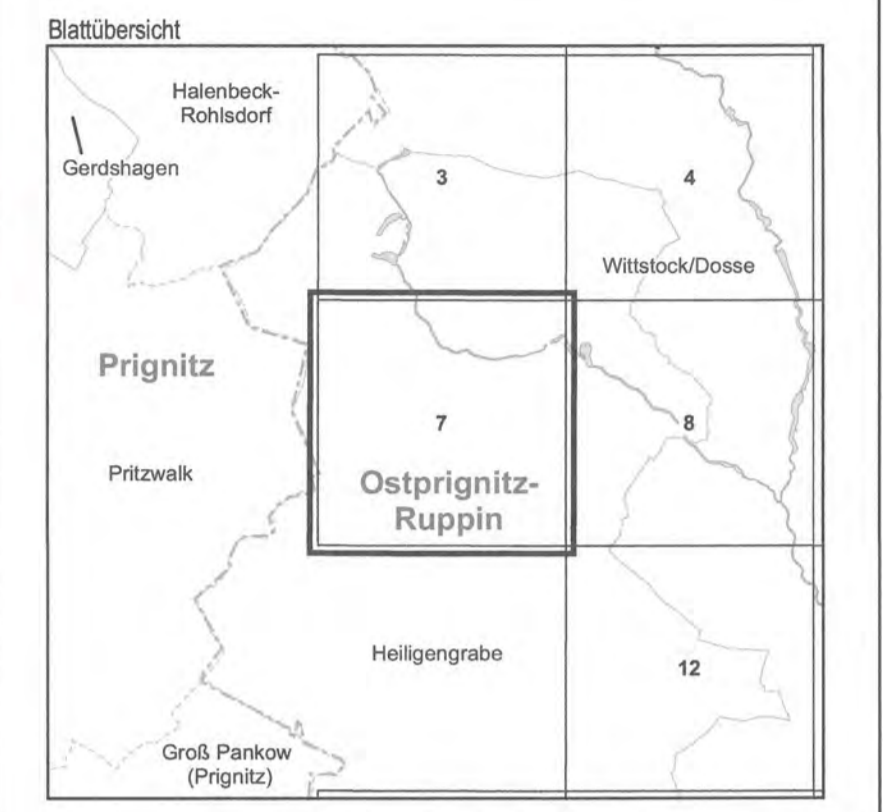 Blattübersicht
Halenbeck-
Rohlsdorf
Gerdshagen
3
4
Wittstock/Dosse
Prignitz
7
8
Pritzwalk
Ostprignitz-
Ruppin
Heiligengrabe
12
Groß Pankow
(Prignitz)